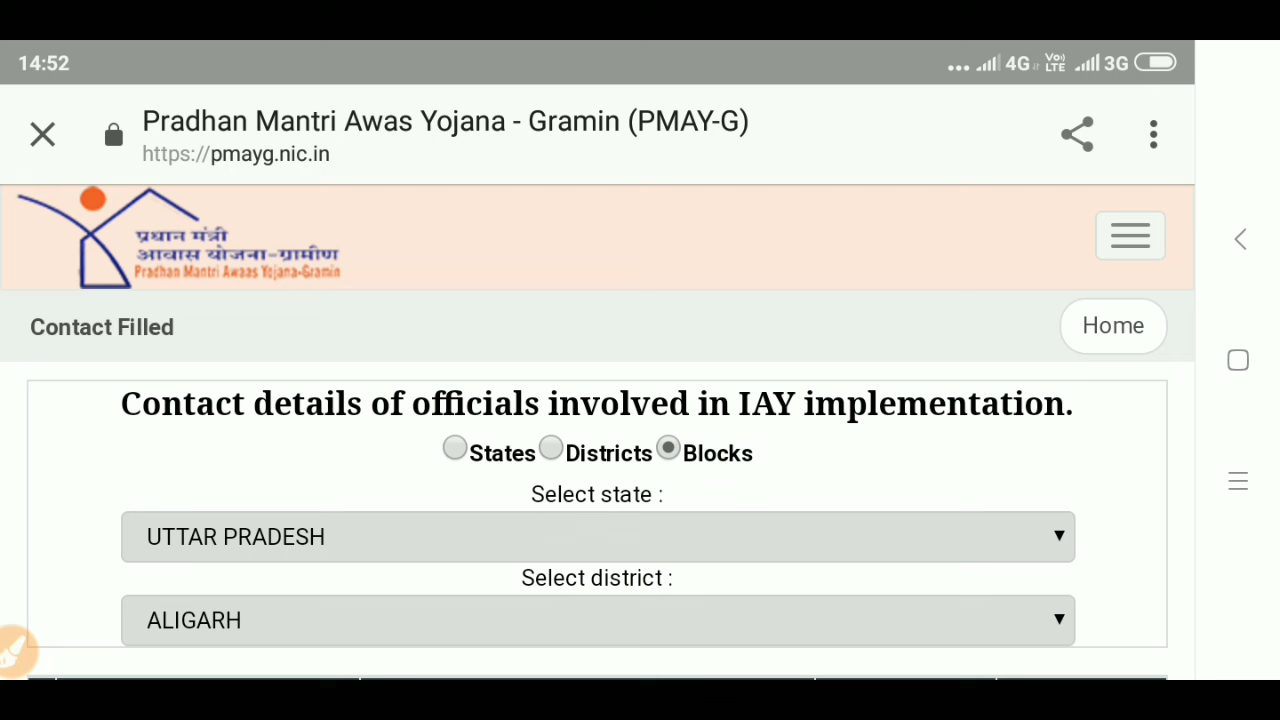 14:52
4G VoLTE 3G
Pradhan Mantri Awas Yojana - Gramin (PMAY-G)
https://pmayg.nic.in
प्रधान मंत्री
आवास योजना-ग्रामीण
Pradhan Mantri Awaas Yojana-Gramin
Contact Filled
Home
Contact details of officials involved in IAY implementation.
States Districts Blocks
Select state :
UTTAR PRADESH
Select district :
ALIGARH